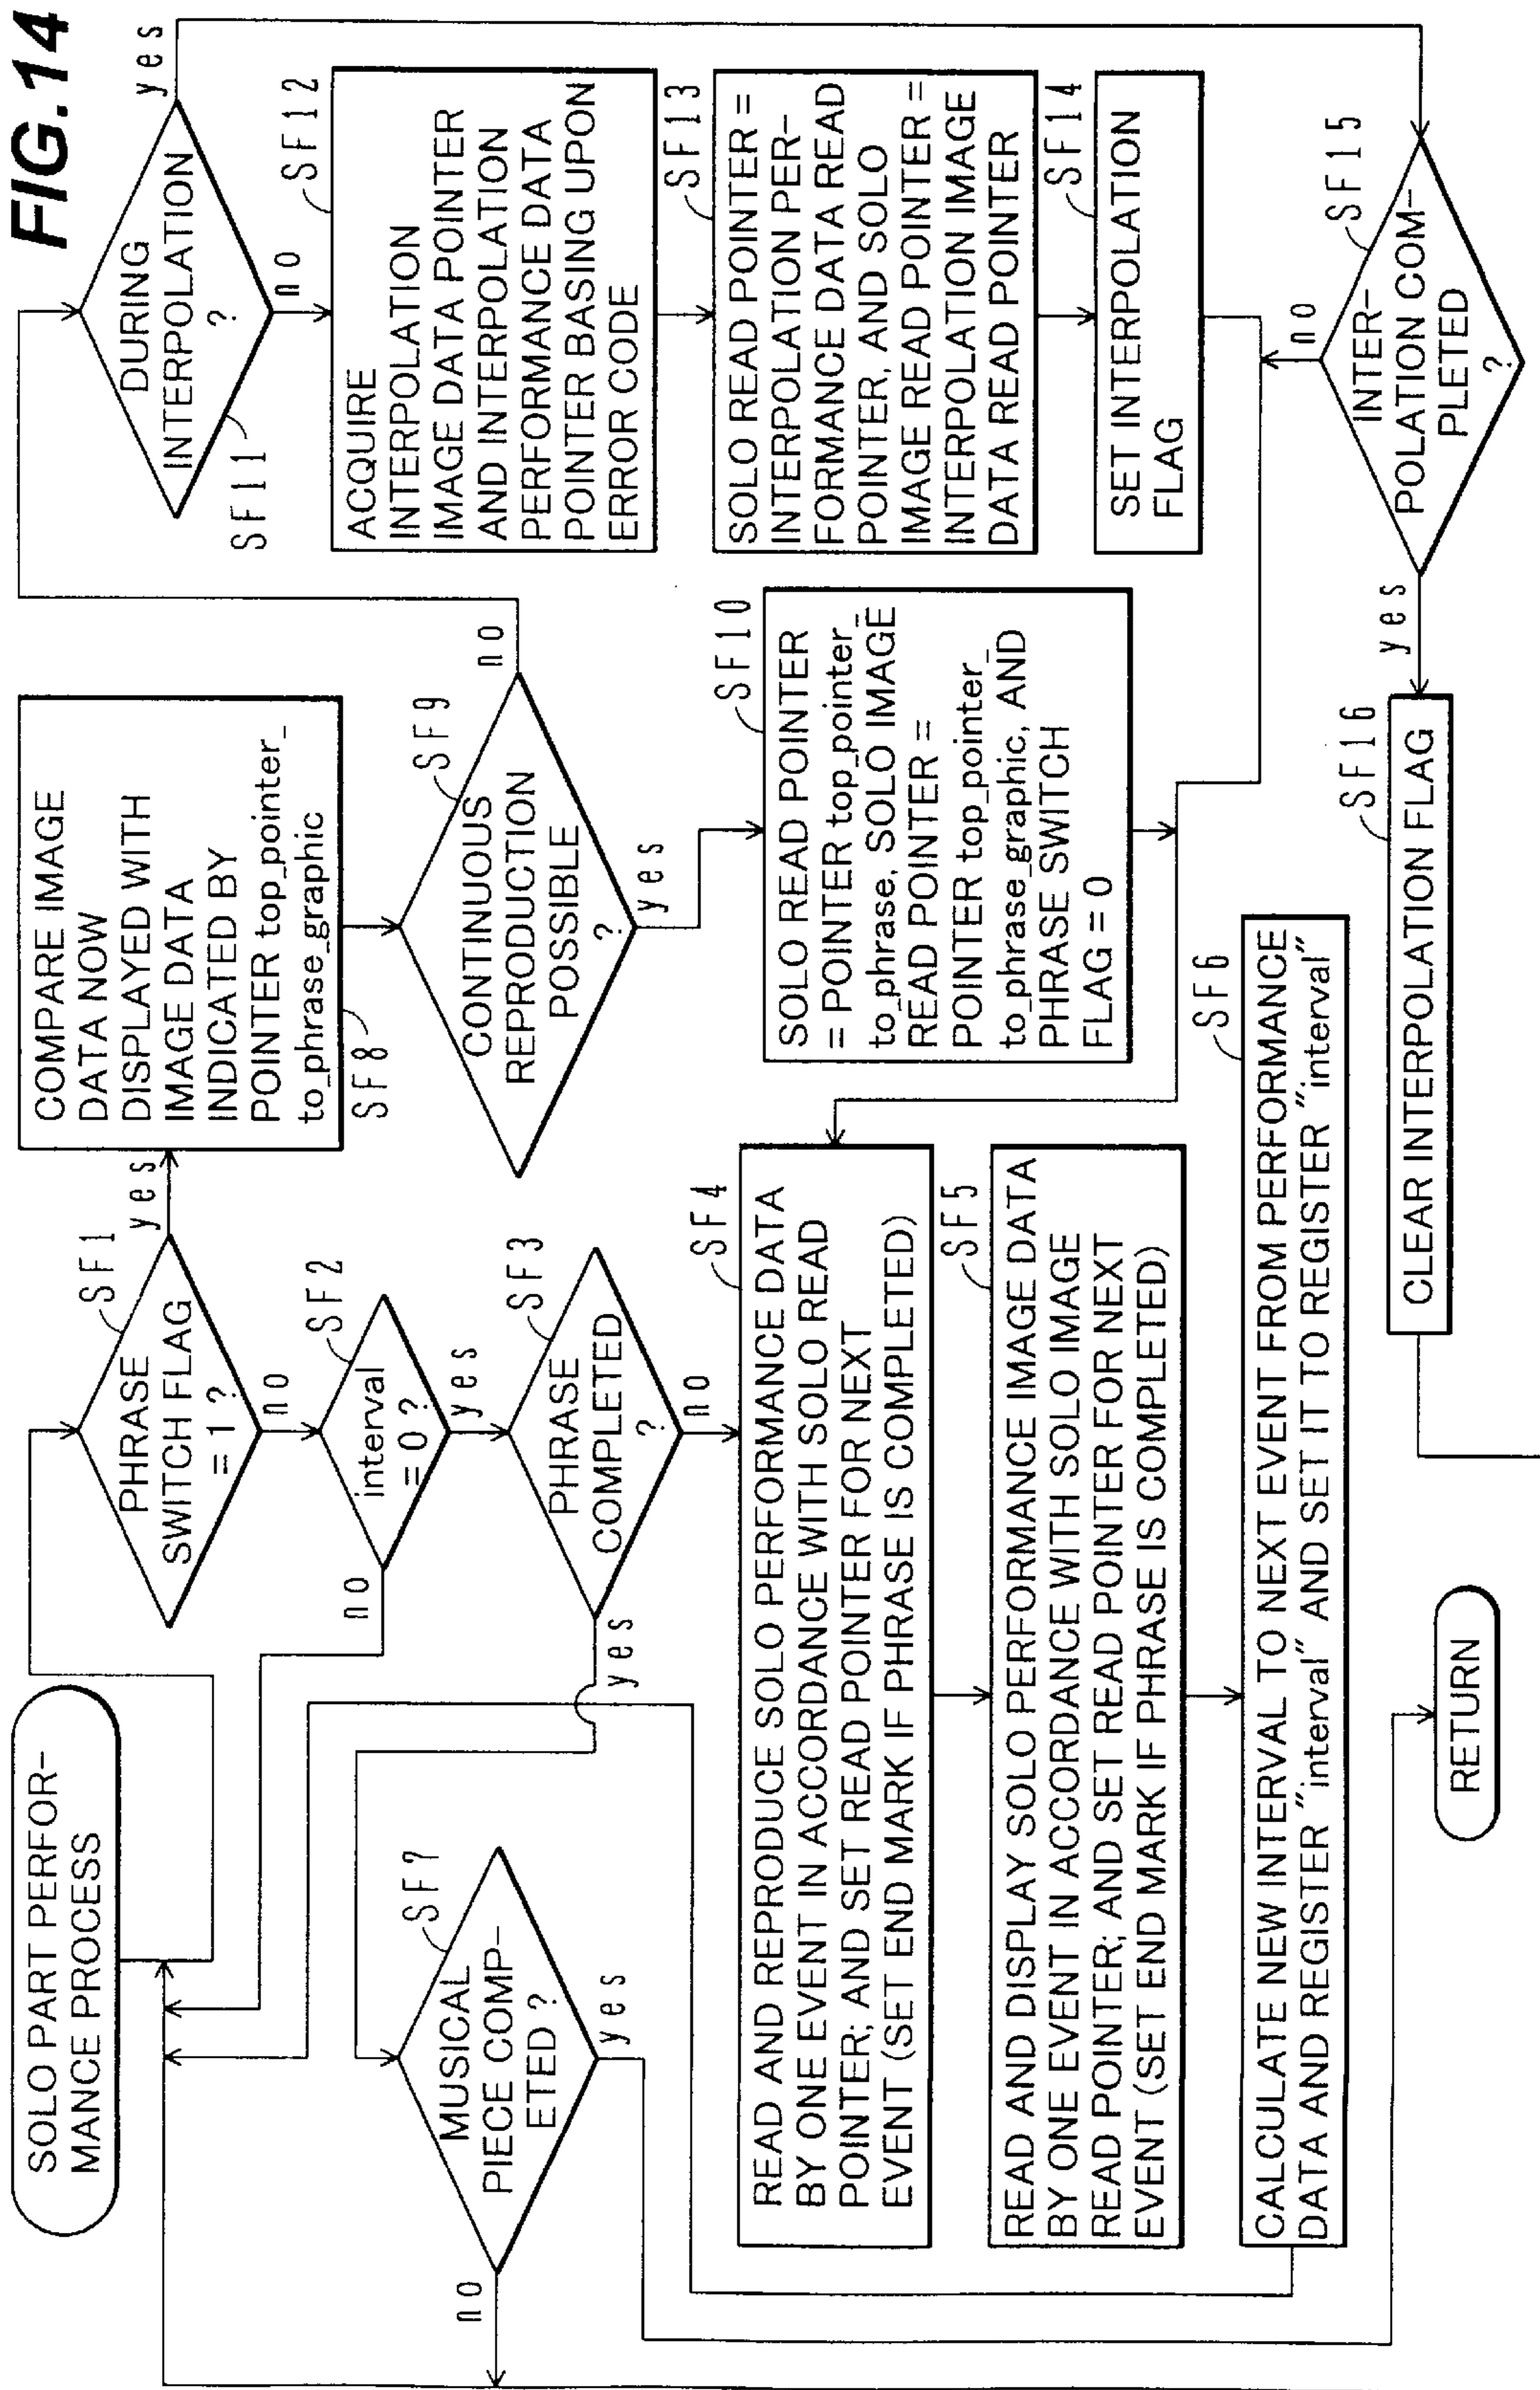 FIG.14
SOLO PART PERFOR-
MANCE PROCESS
PHRASE
SWITCH FLAG
= 1 ?
SF1
yes
no
interval
= 0 ?
SF2
no
yes
PHRASE
COMPLETED
?
SF3
yes
no
MUSICAL
PIECE COMP-
ETED ?
SF7
no
yes
READ AND REPRODUCE SOLO PERFORMANCE DATA
BY ONE EVENT IN ACCORDANCE WITH SOLO READ
POINTER; AND SET READ POINTER FOR NEXT
EVENT (SET END MARK IF PHRASE IS COMPLETED)
SF4
READ AND DISPLAY SOLO PERFORMANCE IMAGE DATA
BY ONE EVENT IN ACCORDANCE WITH SOLO IMAGE
READ POINTER; AND SET READ POINTER FOR NEXT
EVENT (SET END MARK IF PHRASE IS COMPLETED)
SF5
CALCULATE NEW INTERVAL TO NEXT EVENT FROM PERFORMANCE
DATA AND REGISTER "interval" AND SET IT TO REGISTER "interval"
SF6
RETURN
COMPARE IMAGE
DATA NOW
DISPLAYED WITH
IMAGE DATA
INDICATED BY
POINTER top_pointer_
to_phrase_graphic
SF8
CONTINUOUS
REPRODUCTION
POSSIBLE
?
SF9
no
yes
SOLO READ POINTER
= POINTER top_pointer_
to_phrase, SOLO IMAGE
READ POINTER =
POINTER top_pointer_
to_phrase_graphic, AND
PHRASE SWITCH
FLAG = 0
SF10
DURING
INTERPOLATION
?
SF11
yes
no
ACQUIRE
INTERPOLATION
IMAGE DATA POINTER
AND INTERPOLATION
PERFORMANCE DATA
POINTER BASING UPON
ERROR CODE
SF12
SOLO READ POINTER =
INTERPOLATION PER-
FORMANCE DATA READ
POINTER, AND SOLO
IMAGE READ POINTER =
INTERPOLATION IMAGE
DATA READ POINTER
SF13
SET INTERPOLATION
FLAG
SF14
INTER-
POLATION COM-
PLETED
?
SF15
no
yes
CLEAR INTERPOLATION FLAG
SF16